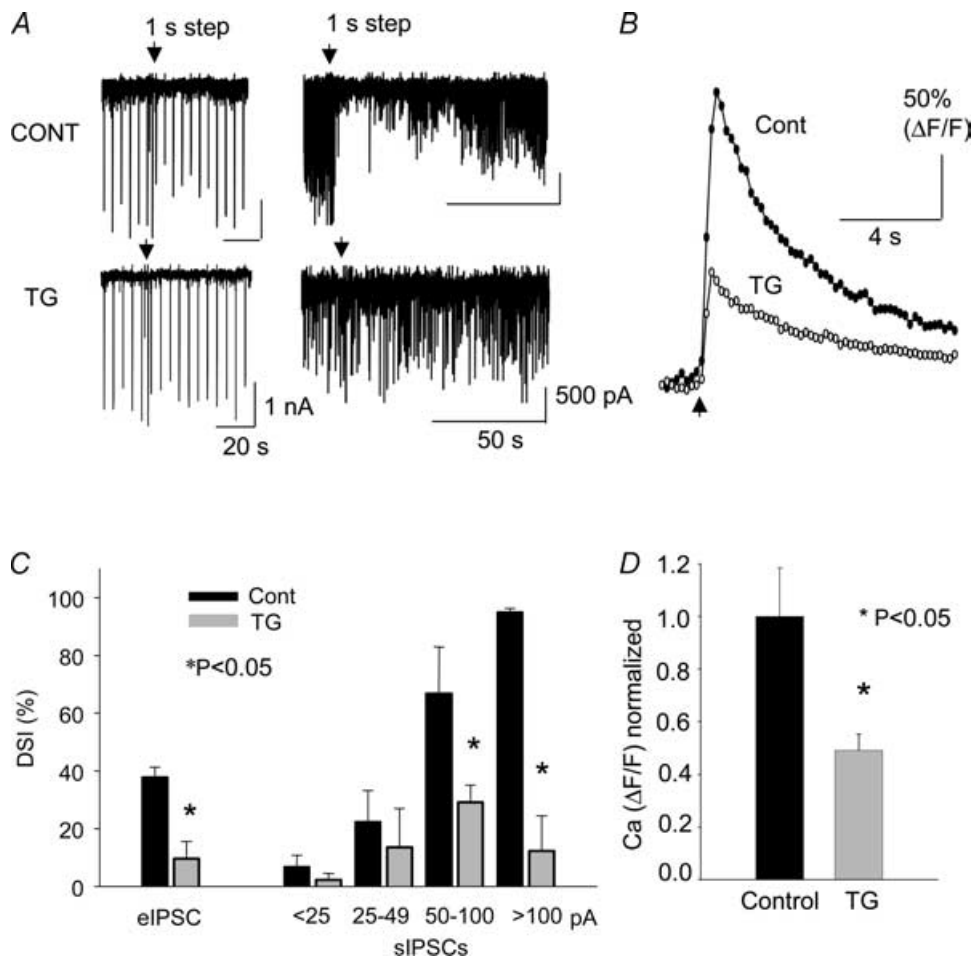 A
1 s step
1 s step
CONT
TG
1 nA
20 s
500 pA
50 s
B
Cont
TG
50%
(ΔF/F)
4 s
C
DSI (%)
100
80
60
40
20
0
Cont
TG
*P<0.05
*
*
*
eIPSC
<25
25-49
50-100
>100
pA
sIPSCs
D
Ca (ΔF/F) normalized
1.2
1.0
0.8
0.6
0.4
0.2
0.0
* P<0.05
*
Control
TG